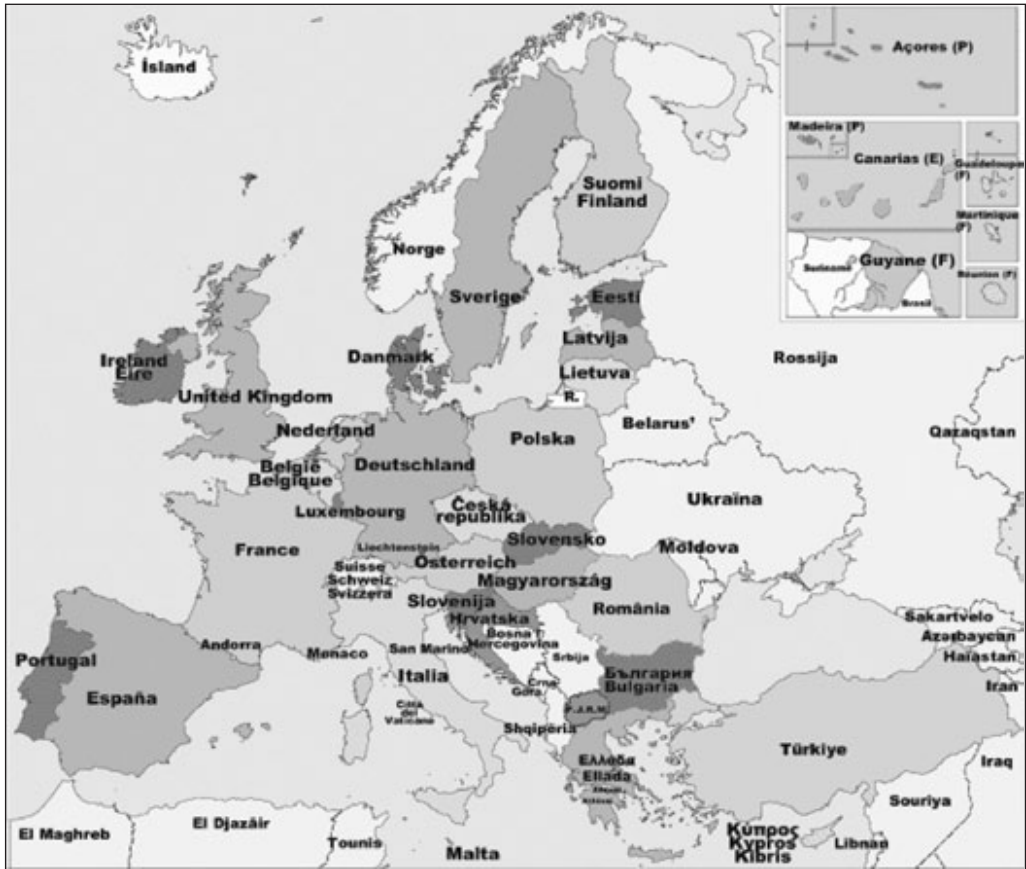 Ísland
Açores (P)
Madeira (P)
Canarias (E)
Guadeloupe
(F)
Martinique
(F)
Guyane (F)
Suriname
Brasil
Réunion (F)
Suomi
Finland
Norge
Sverige
Eesti
Latvija
Lietuva
R.
Danmark
Ireland
Éire
United Kingdom
Nederland
België
Belgique
Deutschland
Polska
Belarus'
Rossija
Qazaqstan
Ukraïna
Luxembourg
Česká
republika
Slovensko
Moldova
France
Liechtenstein
Österreich
Suisse
Schweiz
Svizzera
Magyarország
Slovenija
Hrvatska
România
Bosna i
Hercegovina
Srbija
Sakartvelo
Azərbaycan
Haïastan
Iran
Portugal
España
Andorra
Monaco
San Marino
Italia
Città
del
Vaticano
Crna
Gora
България
Bulgaria
Shqipëria
Ελλάδα
Ellada
Türkiye
Iraq
Souriya
Libnan
Κύπρος
Kypros
Kibris
El Maghreb
El Djazâir
Tounis
Malta